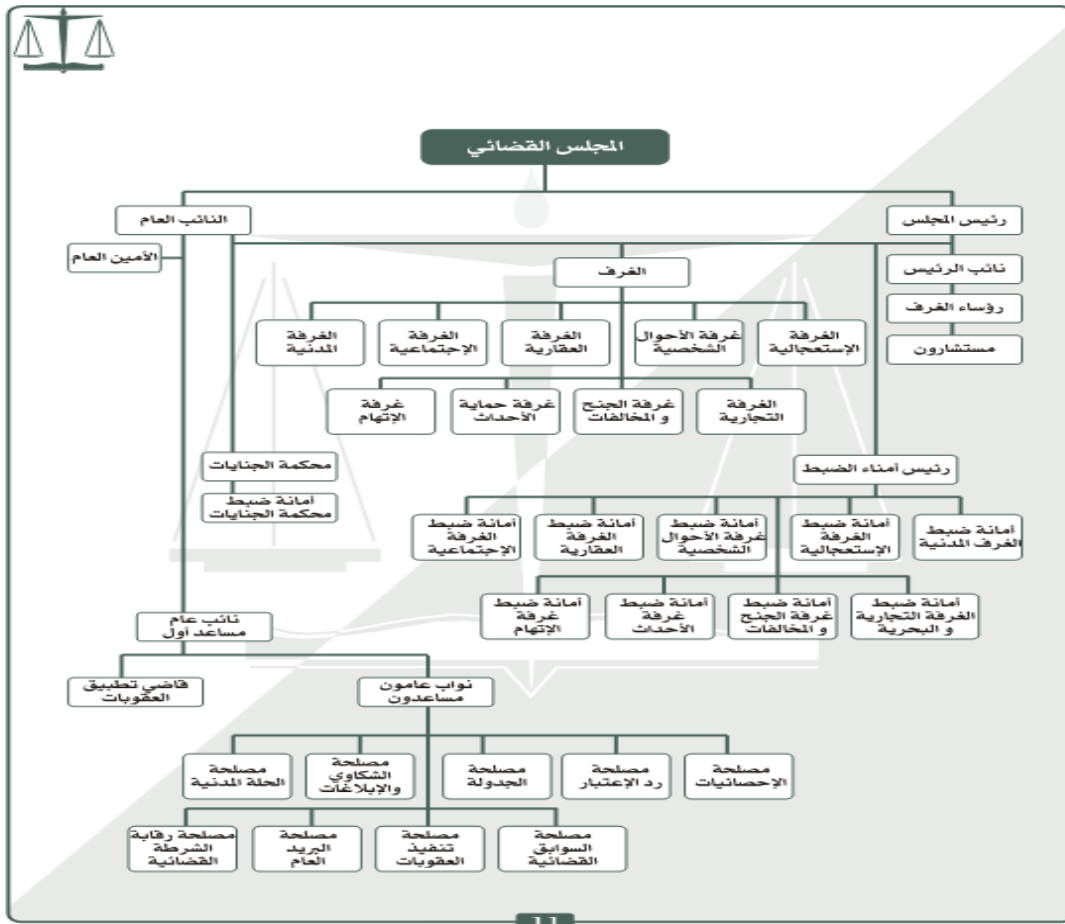 المجلس القضائي
رئيس المجلس
النائب العام
نائب الرئيس
الأمين العام
الغرف
رؤساء الغرف
مستشارون
الغرفة
الإستعجالية
غرفة الأحوال
الشخصية
الغرفة
العقارية
الغرفة
الإجتماعية
الغرفة
المدنية
الغرفة
التجارية
غرفة الجنح
و المخالفات
غرفة حماية
الأحداث
غرفة
الإتهام
رئيس أمناء الضبط
محكمة الجنايات
أمانة ضبط
محكمة الجنايات
أمانة ضبط
الغرف المدنية
أمانة ضبط
الغرفة
الإستعجالية
أمانة ضبط
غرفة الأحوال
الشخصية
أمانة ضبط
الغرفة
العقارية
أمانة ضبط
الغرفة
الإجتماعية
أمانة ضبط
الغرفة التجارية
و البحرية
أمانة ضبط
غرفة الجنح
و المخالفات
أمانة ضبط
غرفة
الأحداث
أمانة ضبط
غرفة
الإتهام
نائب عام
مساعد أول
نواب عامون
مساعدون
قاضي تطبيق
العقوبات
مصلحة
الإحصائيات
مصلحة
رد الإعتبار
مصلحة
الجدولة
مصلحة
الشكاوي
والإبلاغات
مصلحة
الحلة المدنية
مصلحة
السوابق
القضائية
مصلحة
تنفيذ
العقوبات
مصلحة
البريد
العام
مصلحة رقابة
الشرطة
القضائية
11